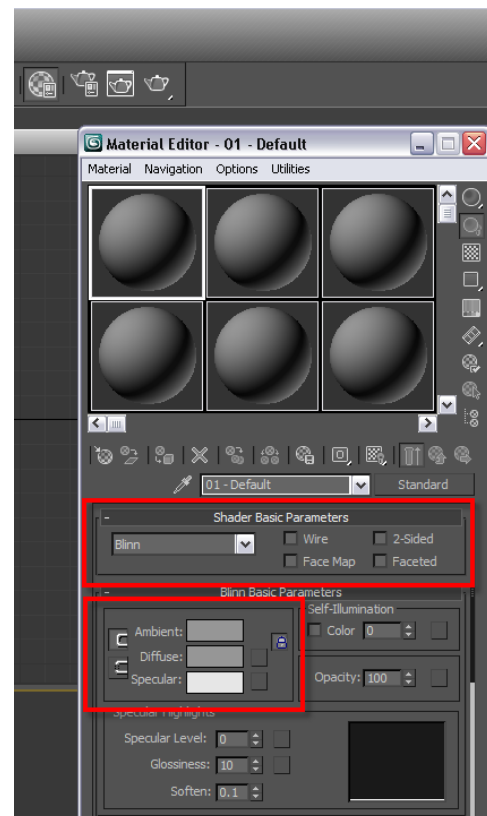 Material Editor - 01 - Default
Material Navigation Options Utilities
01 - Default Standard
- Shader Basic Parameters
Blinn Wire 2-Sided
Face Map Faceted
- Blinn Basic Parameters
Self-Illumination
Ambient: Color 0
Diffuse:
Specular: Opacity: 100
Specular Highlights
Specular Level: 0
Glossiness: 10
Soften: 0.1